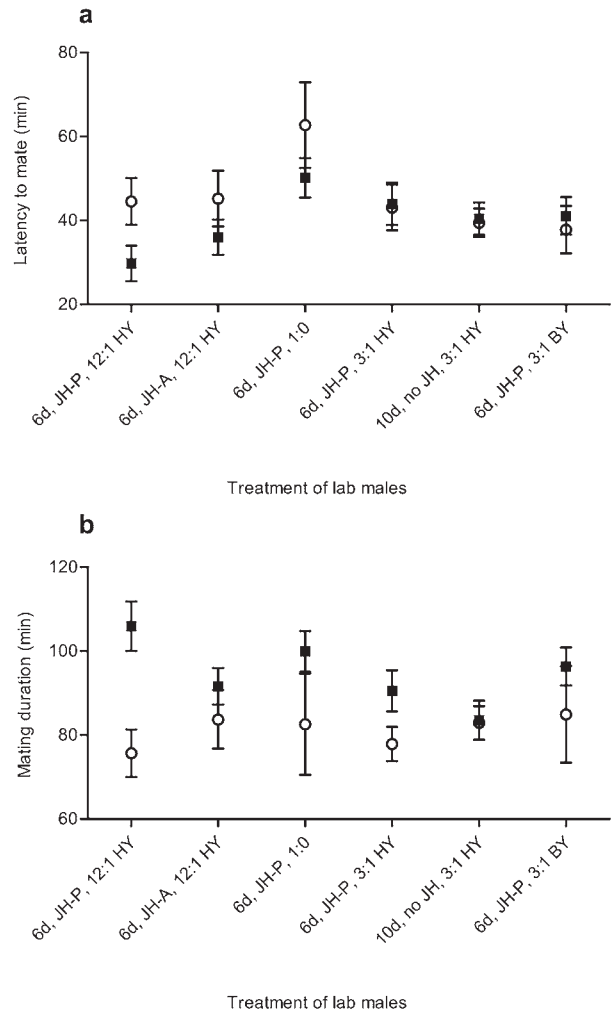 a
80
60
40
20
Latency to mate (min)
6d, JH-P, 12:1 HY
6d, JH-A, 12:1 HY
6d, JH-P, 1:0
6d, JH-P, 3:1 HY
10d, no JH, 3:1 HY
6d, JH-P, 3:1 BY
Treatment of lab males
b
120
100
80
60
Mating duration (min)
6d, JH-P, 12:1 HY
6d, JH-A, 12:1 HY
6d, JH-P, 1:0
6d, JH-P, 3:1 HY
10d, no JH, 3:1 HY
6d, JH-P, 3:1 BY
Treatment of lab males